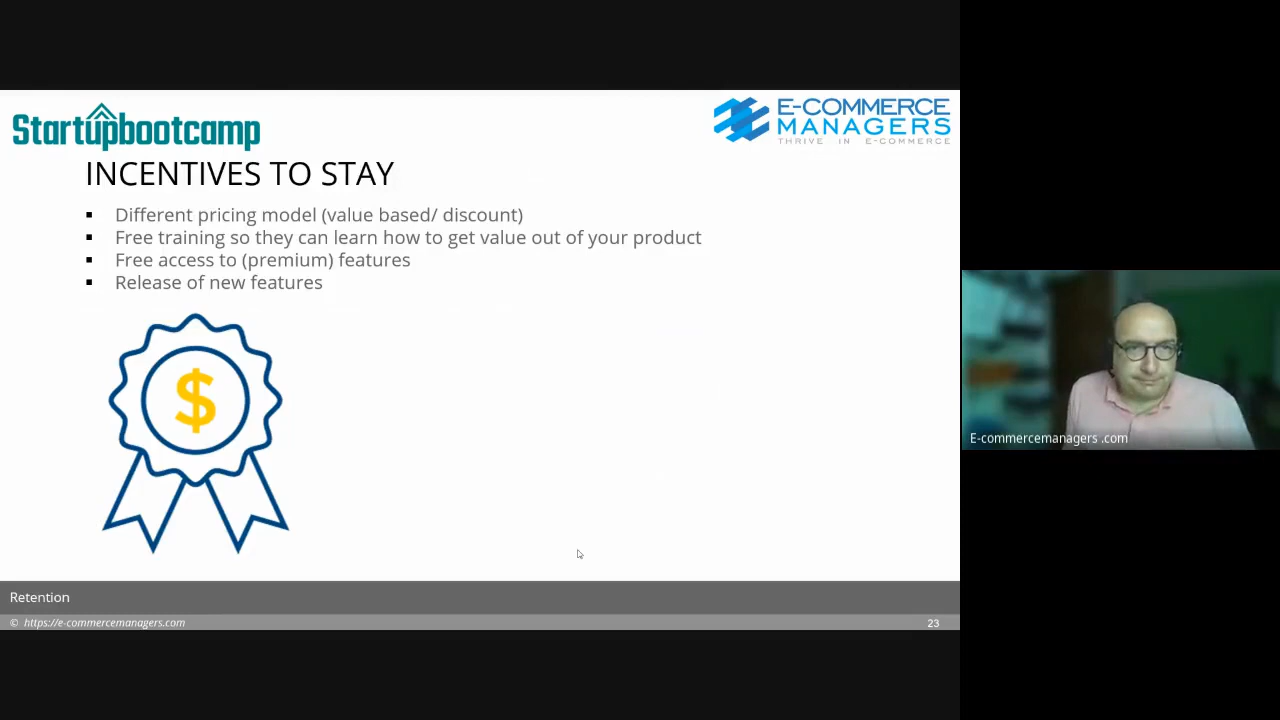 Startupbootcamp
E-COMMERCE
MANAGERS
THRIVE IN E-COMMERCE
INCENTIVES TO STAY
▪ Different pricing model (value based/ discount)
▪ Free training so they can learn how to get value out of your product
▪ Free access to (premium) features
▪ Release of new features
$
E-commercemanagers .com
Retention
© https://e-commercemanagers.com
23